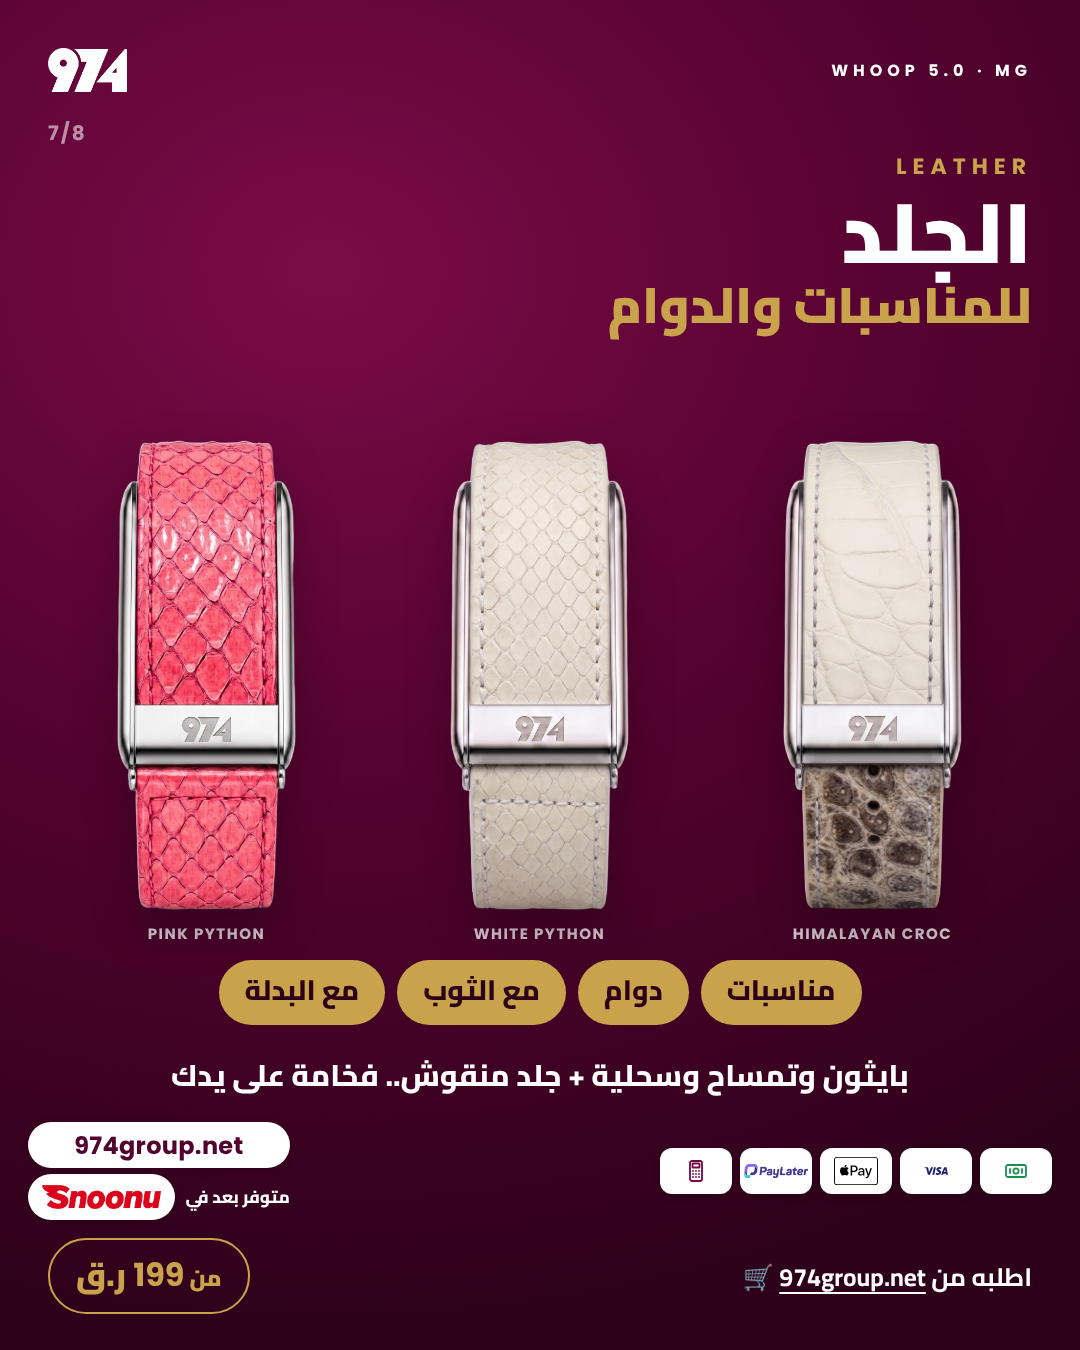 974
WHOOP 5.0 · MG
7/8
LEATHER
الجلد
للمناسبات والدوام
974
974
974
PINK PYTHON
WHITE PYTHON
HIMALAYAN CROC
مناسبات
دوام
مع الثوب
مع البدلة
بايثون وتمساح وسحلية + جلد منقوش.. فخامة على يدك
974group.net
متوفر بعد في Snoonu
PayLater
Pay
VISA
من 199 ر.ق
اطلبه من 974group.net 🛒